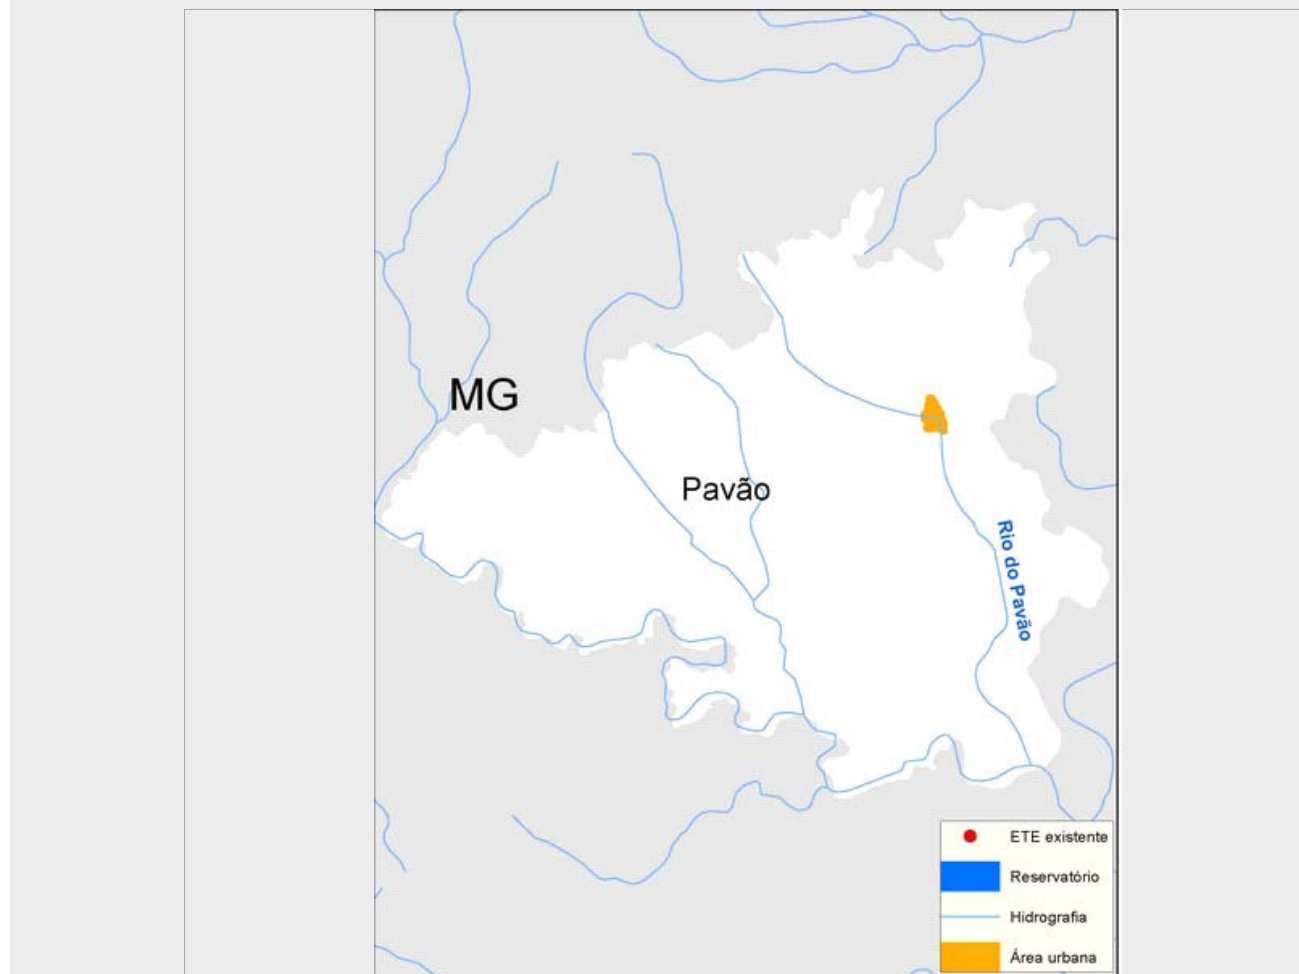 MG
Pavão
Rio do Pavão
ETE existente
Reservatório
Hidrografia
Área urbana